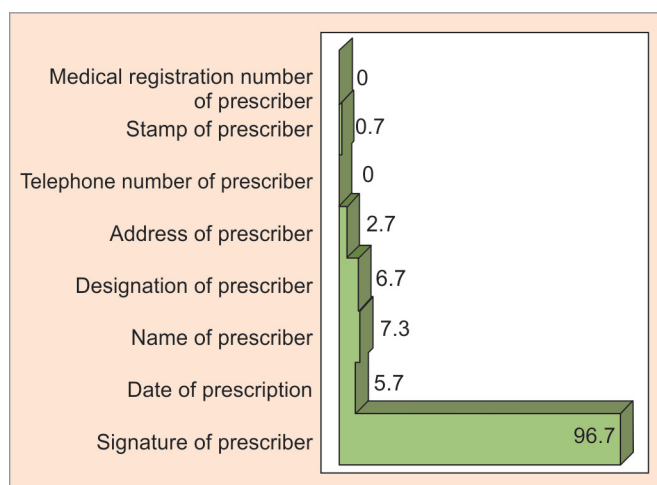 Medical registration number 0
of prescriber
Stamp of prescriber 0.7
Telephone number of prescriber 0
Address of prescriber 2.7
Designation of prescriber 6.7
Name of prescriber 7.3
Date of prescription 5.7
Signature of prescriber 96.7